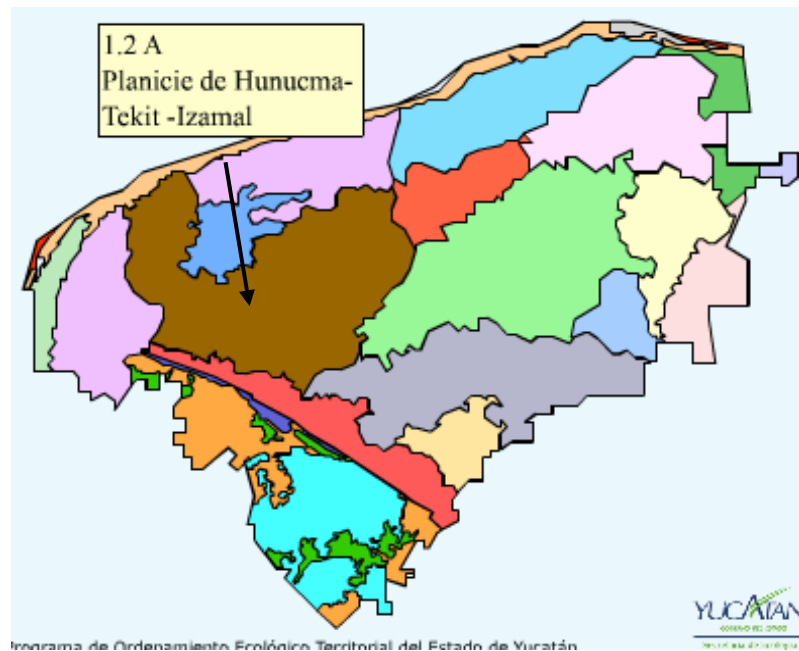 1.2 A
Planicie de Hunucma-
Tekit -Izamal
YUCATAN
Programa de Ordenamiento Ecológico Territorial del Estado de Yucatán